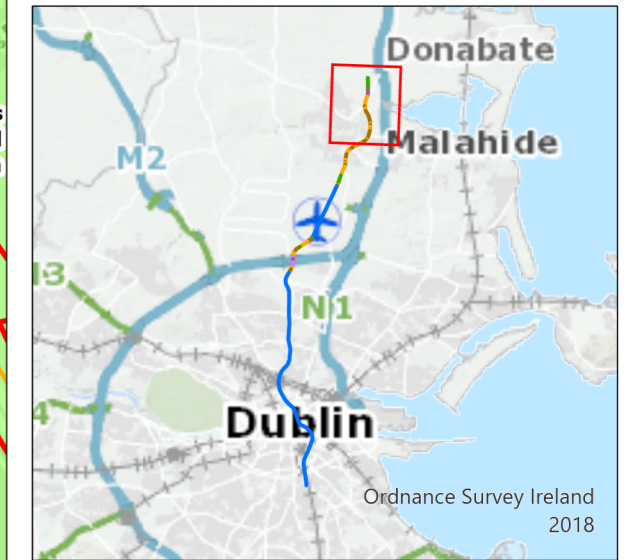 Donabate
Malahide
M2
N1
Dublin
Ordnance Survey Ireland
2018